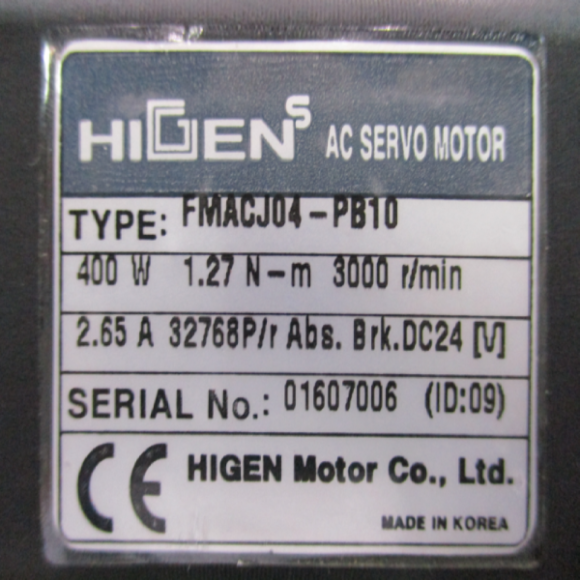 HIGENS AC SERVO MOTOR
TYPE: FMACJ04-PB10
400 W 1.27 N-m 3000 r/min
2.65 A 32768P/r Abs. Brk.DC24 [V]
SERIAL No.: 01607006 (ID:09)
CE HIGEN Motor Co., Ltd.
MADE IN KOREA